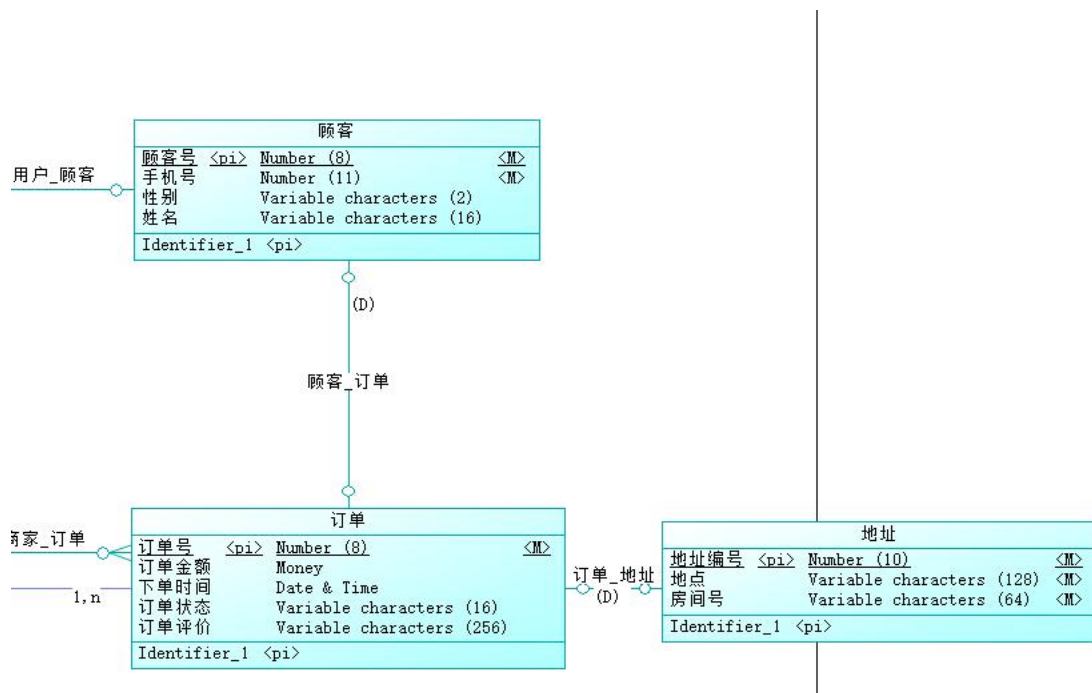 顾客
顾客号 <pi> Number (8) <M>
手机号 Number (11) <M>
性别 Variable characters (2)
姓名 Variable characters (16)
Identifier_1 <pi>
用户_顾客
(D)
顾客_订单
商家_订单
1,n
订单
订单号 <pi> Number (8) <M>
订单金额 Money
下单时间 Date & Time
订单状态 Variable characters (16)
订单评价 Variable characters (256)
Identifier_1 <pi>
订单_地址
(D)
地址
地址编号 <pi> Number (10) <M>
地点 Variable characters (128) <M>
房间号 Variable characters (64) <M>
Identifier_1 <pi>